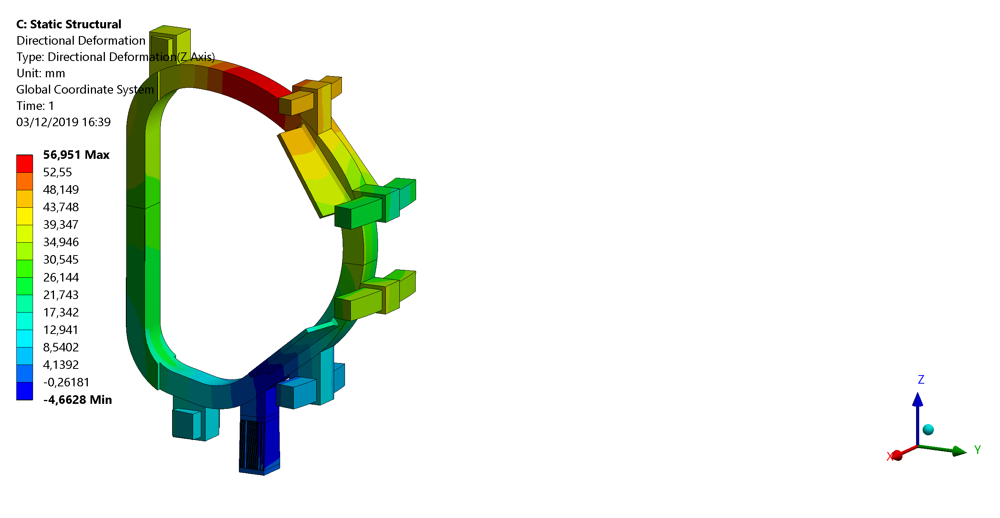 C: Static Structural
Directional Deformation
Type: Directional Deformation(Z Axis)
Unit: mm
Global Coordinate System
Time: 1
03/12/2019 16:39
56,951 Max
52,55
48,149
43,748
39,347
34,946
30,545
26,144
21,743
17,342
12,941
8,5402
4,1392
-0,26181
-4,6628 Min
Z
Y
X